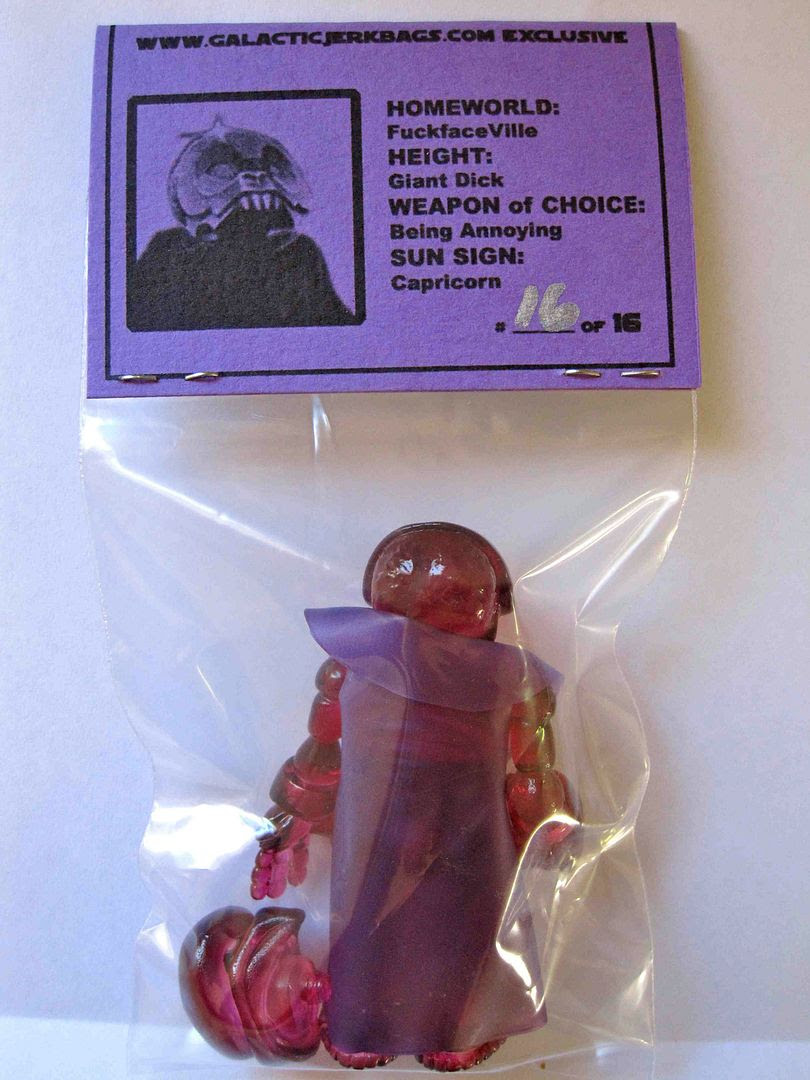 WWW.GALACTICJERKBAGS.COM EXCLUSIVE
HOMEWORLD:
FuckfaceVille
HEIGHT:
Giant Dick
WEAPON of CHOICE:
Being Annoying
SUN SIGN:
Capricorn
# 16 OF 16